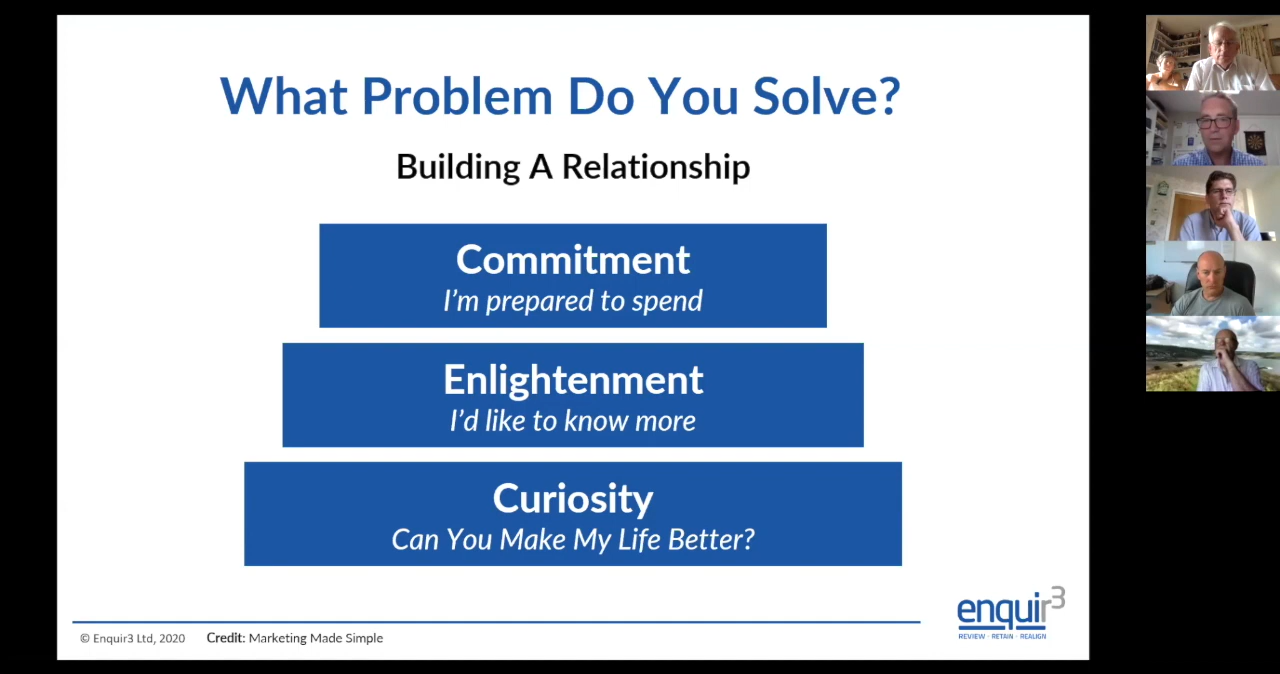 What Problem Do You Solve?
Building A Relationship
Commitment
I'm prepared to spend
Enlightenment
I'd like to know more
Curiosity
Can You Make My Life Better?
enquir3
REVIEW · RETAIN · REALIGN
© Enquir3 Ltd, 2020 Credit: Marketing Made Simple